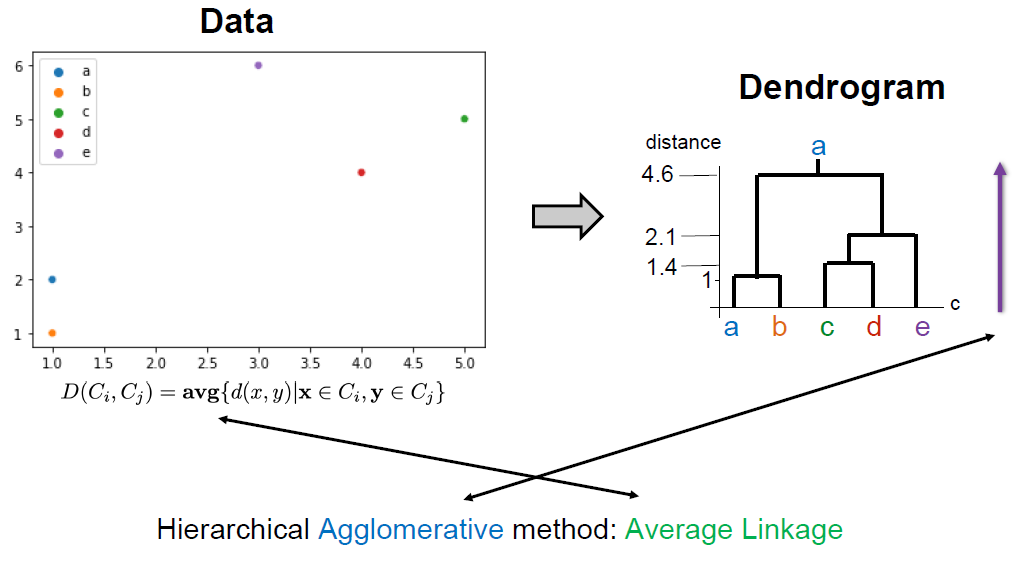 Data
6
5
4
3
2
1
a
b
c
d
e
1.0 1.5 2.0 2.5 3.0 3.5 4.0 4.5 5.0
D(C_i, C_j) = avg{d(x, y)|x ∈ C_i, y ∈ C_j}
Dendrogram
distance
a
4.6
2.1
1.4
1
c
a b c d e
Hierarchical Agglomerative method: Average Linkage